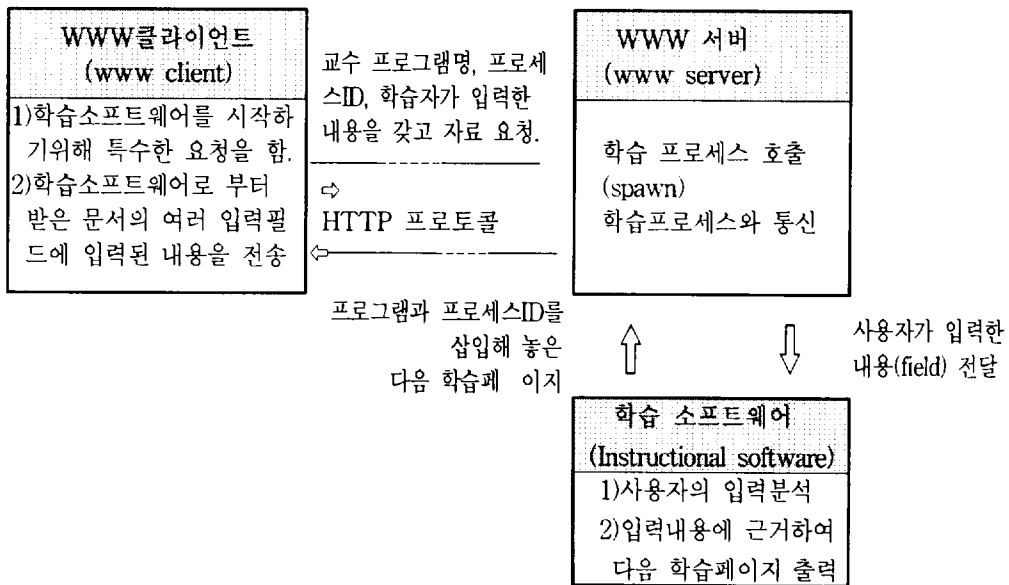 WWW클라이언트
(www client)
1)학습소프트웨어를 시작하
기위해 특수한 요청을 함.
2)학습소프트웨어로 부터
받은 문서의 여러 입력필
드에 입력된 내용을 전송
교수 프로그램명, 프로세
스ID, 학습자가 입력한
내용을 갖고 자료 요청.
⇨
HTTP 프로토콜
WWW 서버
(www server)
학습 프로세스 호출
(spawn)
학습프로세스와 통신
프로그램과 프로세스ID를
삽입해 놓은
다음 학습페 이지
사용자가 입력한
내용(field) 전달
학습 소프트웨어
(Instructional software)
1)사용자의 입력분석
2)입력내용에 근거하여
다음 학습페이지 출력